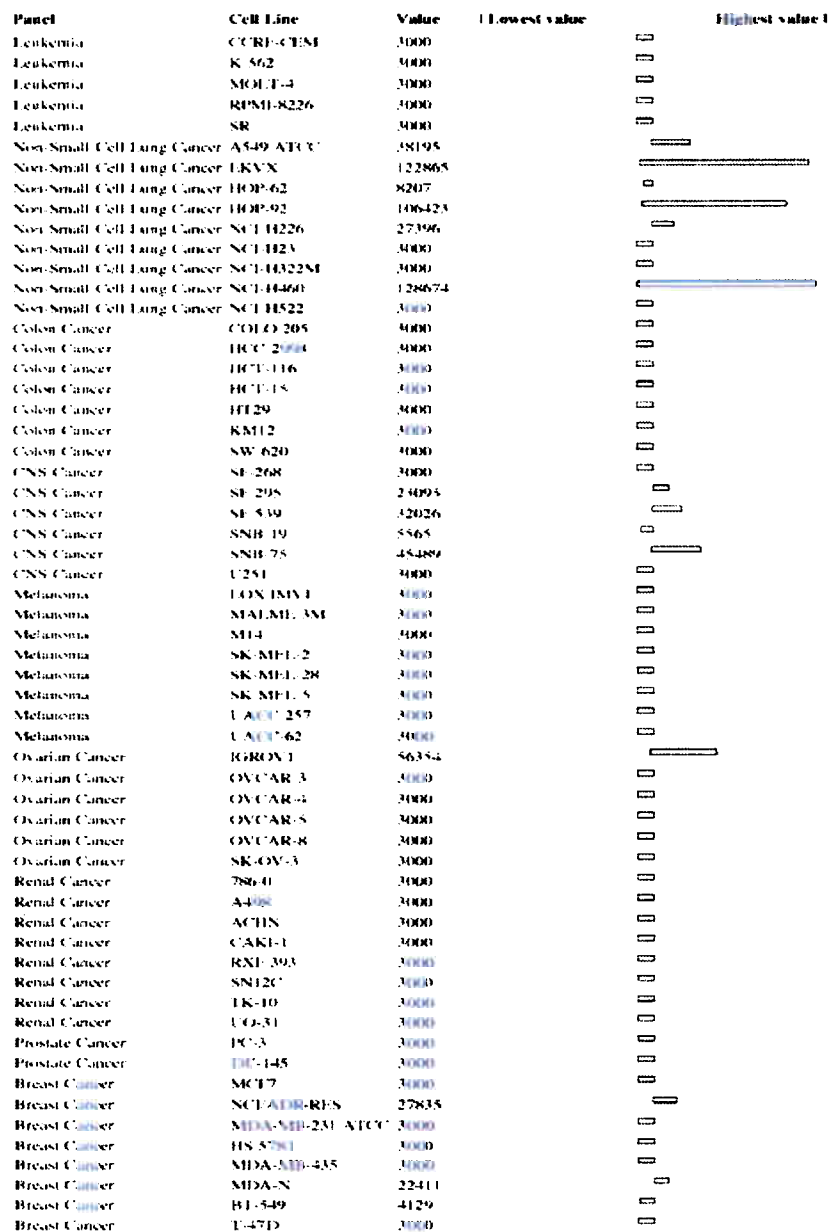 Panel Cell Line Value | Lowest value Highest value |
Leukemia CCRF-CEM 3000
Leukemia K-562 3000
Leukemia MOLT-4 3000
Leukemia RPMI-8226 3000
Leukemia SR 3000
Non-Small Cell Lung Cancer A549/ATCC 38195
Non-Small Cell Lung Cancer EKVX 122865
Non-Small Cell Lung Cancer HOP-62 8207
Non-Small Cell Lung Cancer HOP-92 106423
Non-Small Cell Lung Cancer NCI-H226 27396
Non-Small Cell Lung Cancer NCI-H23 3000
Non-Small Cell Lung Cancer NCI-H322M 3000
Non-Small Cell Lung Cancer NCI-H460 128674
Non-Small Cell Lung Cancer NCI-H522 3000
Colon Cancer COLO 205 3000
Colon Cancer HCC-2998 3000
Colon Cancer HCT-116 3000
Colon Cancer HCT-15 3000
Colon Cancer HT29 3000
Colon Cancer KM12 3000
Colon Cancer SW-620 3000
CNS Cancer SF-268 3000
CNS Cancer SF-295 23095
CNS Cancer SF-539 32026
CNS Cancer SNB-19 5565
CNS Cancer SNB-75 45489
CNS Cancer U251 3000
Melanoma LOX IMVI 3000
Melanoma MALME-3M 3000
Melanoma M14 3000
Melanoma SK-MEL-2 3000
Melanoma SK-MEL-28 3000
Melanoma SK-MEL-5 3000
Melanoma UACC-257 3000
Melanoma UACC-62 3000
Ovarian Cancer IGROV1 56354
Ovarian Cancer OVCAR-3 3000
Ovarian Cancer OVCAR-4 3000
Ovarian Cancer OVCAR-5 3000
Ovarian Cancer OVCAR-8 3000
Ovarian Cancer SK-OV-3 3000
Renal Cancer 786-0 3000
Renal Cancer A498 3000
Renal Cancer ACHN 3000
Renal Cancer CAKI-1 3000
Renal Cancer RXF 393 3000
Renal Cancer SN12C 3000
Renal Cancer TK-10 3000
Renal Cancer UO-31 3000
Prostate Cancer PC-3 3000
Prostate Cancer DU-145 3000
Breast Cancer MCF7 3000
Breast Cancer NCI/ADR-RES 27835
Breast Cancer MDA-MB-231/ATCC 3000
Breast Cancer HS 578T 3000
Breast Cancer MDA-MB-435 3000
Breast Cancer MDA-N 22411
Breast Cancer BT-549 4129
Breast Cancer T-47D 3000